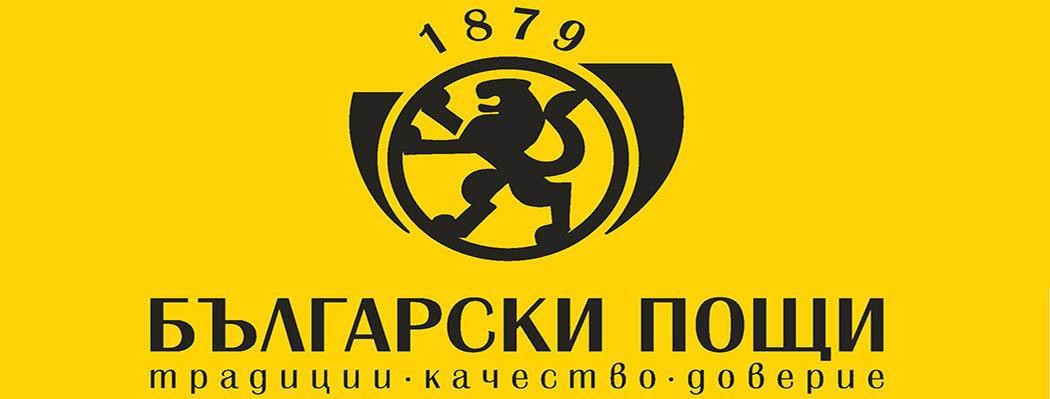 1879
БЪЛГАРСКИ ПОЩИ
традиции·качество·доверие